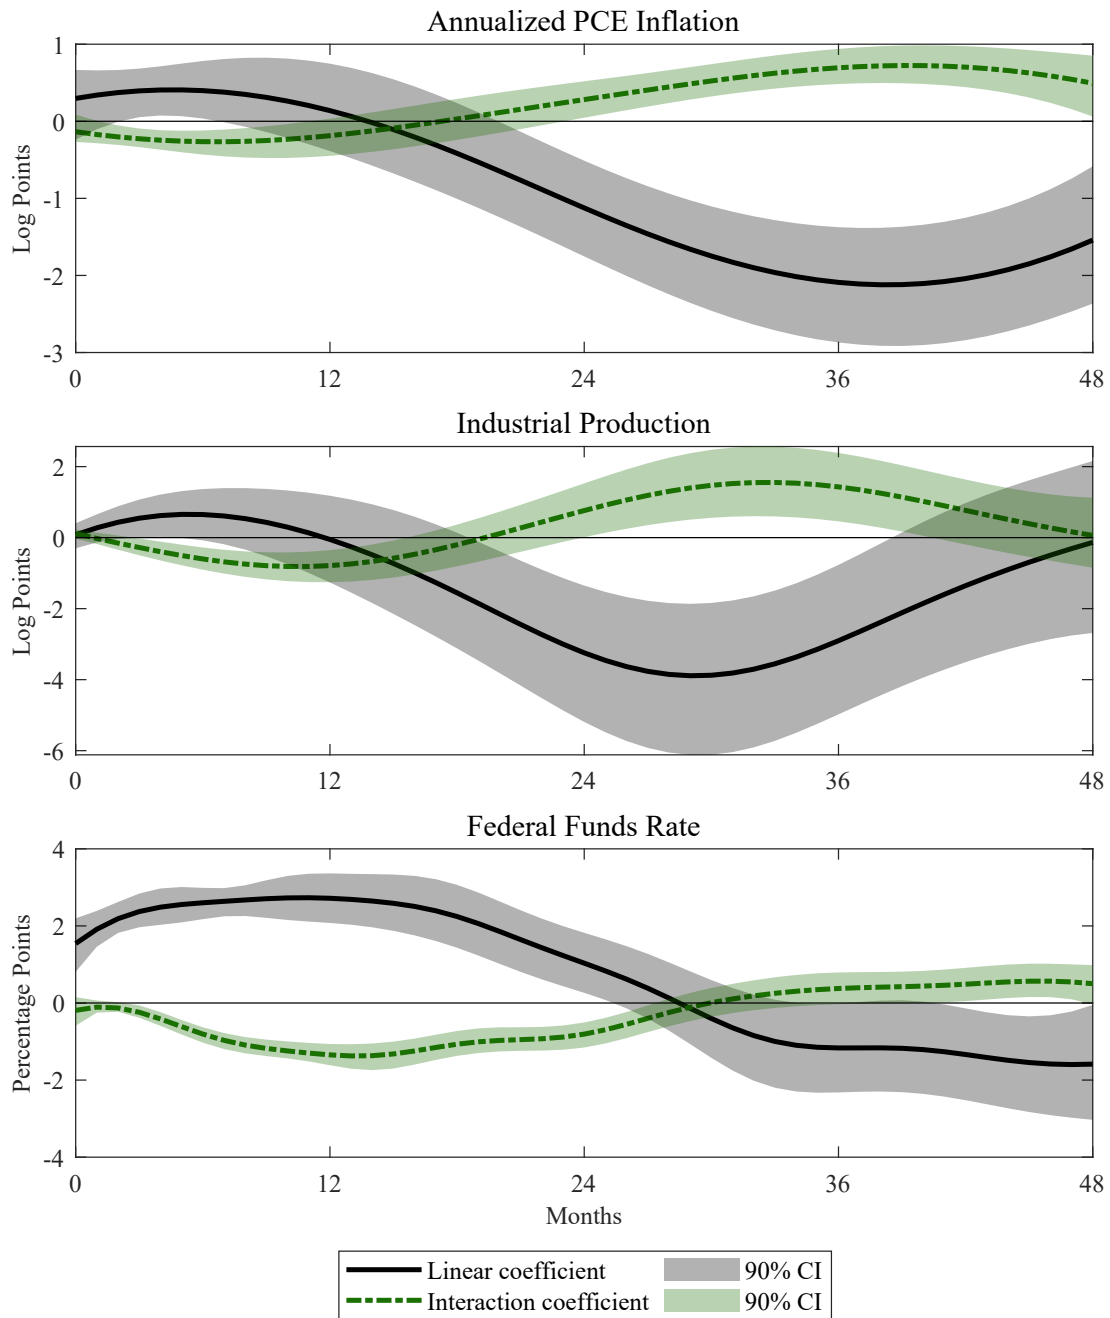 Annualized PCE Inflation
Log Points
1
0
-1
-2
-3
0 12 24 36 48
Industrial Production
Log Points
2
0
-2
-4
-6
0 12 24 36 48
Federal Funds Rate
Percentage Points
4
2
0
-2
-4
0 12 24 36 48
Months
Linear coefficient 90% CI
Interaction coefficient 90% CI